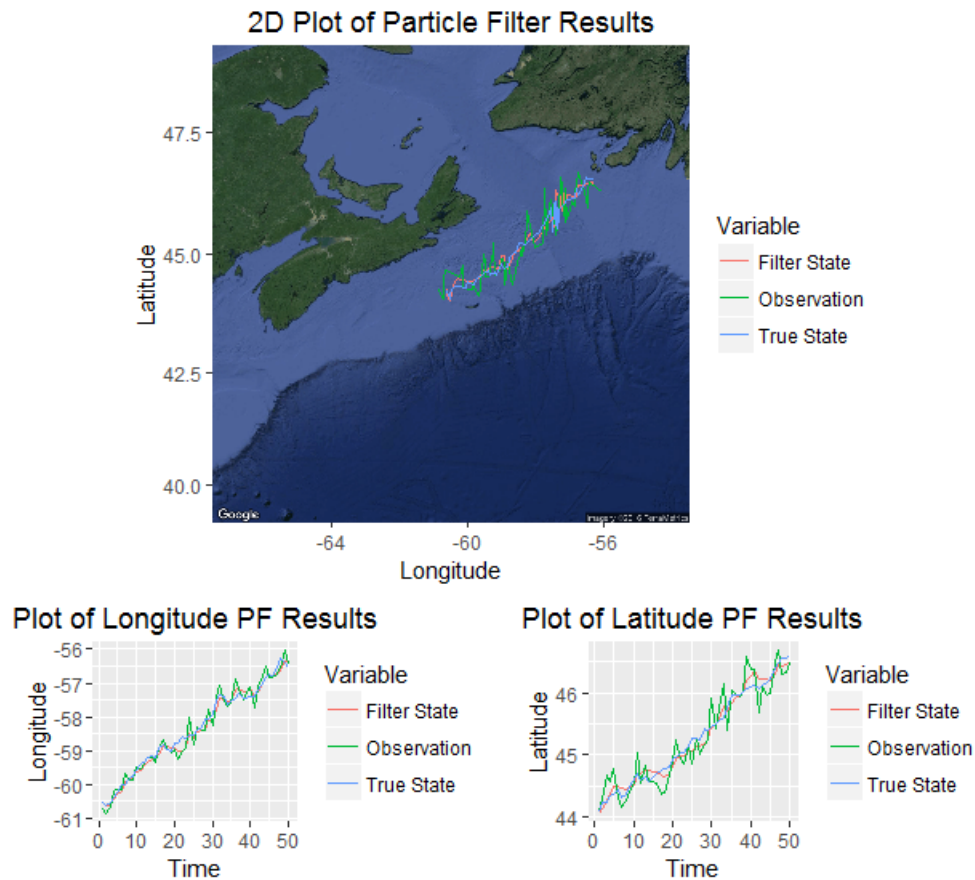 2D Plot of Particle Filter Results
47.5
45.0
42.5
40.0
Latitude
Google
-64 -60 -56
Longitude
Variable
Filter State
Observation
True State
Plot of Longitude PF Results
-56
-57
-58
-59
-60
-61
Longitude
0 10 20 30 40 50
Time
Variable
Filter State
Observation
True State
Plot of Latitude PF Results
46
45
44
Latitude
0 10 20 30 40 50
Time
Variable
Filter State
Observation
True State